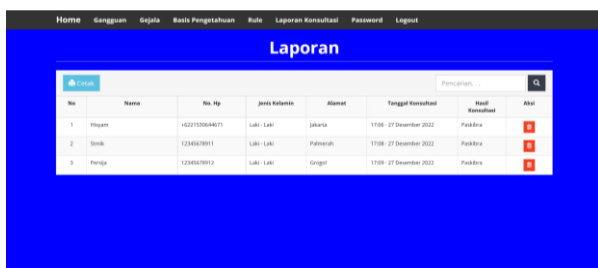 Home Gangguan Gejala Basis Pengetahuan Rule Laporan Konsultasi Password Logout
Laporan
Cetak Pencarian. . . .
No Nama No. Hp Jenis Kelamin Alamat Tanggal Konsultasi Hasil Konsultasi Aksi
1 Hisyam +6221550644671 Laki - Laki Jakarta 17:06 - 27 Desember 2022 Paskibra
2 12345678911 Laki - Laki Palmerah 17:08 - 27 Desember 2022 Paskibra
3 Persija 12345678912 Laki - Laki Grogol 17:09 - 27 Desember 2022 Paskibra